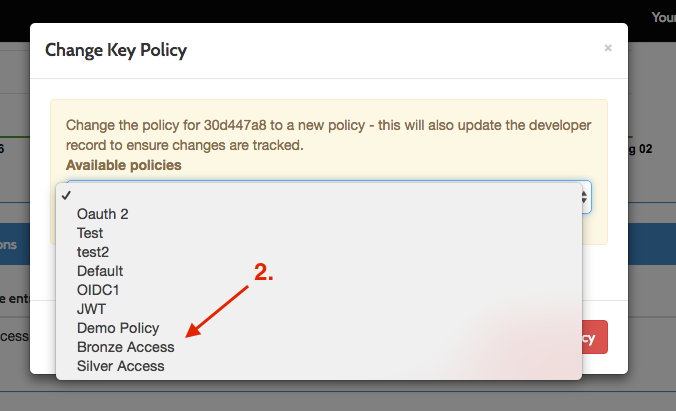 Your
Change Key Policy
×
Change the policy for 30d447a8 to a new policy - this will also update the developer
record to ensure changes are tracked.
Available policies
6
g 02
✓
Oauth 2
Test
test2
ons
Default
2.
OIDC1
e enti
JWT
Demo Policy
cess
cy
Bronze Access
Silver Access